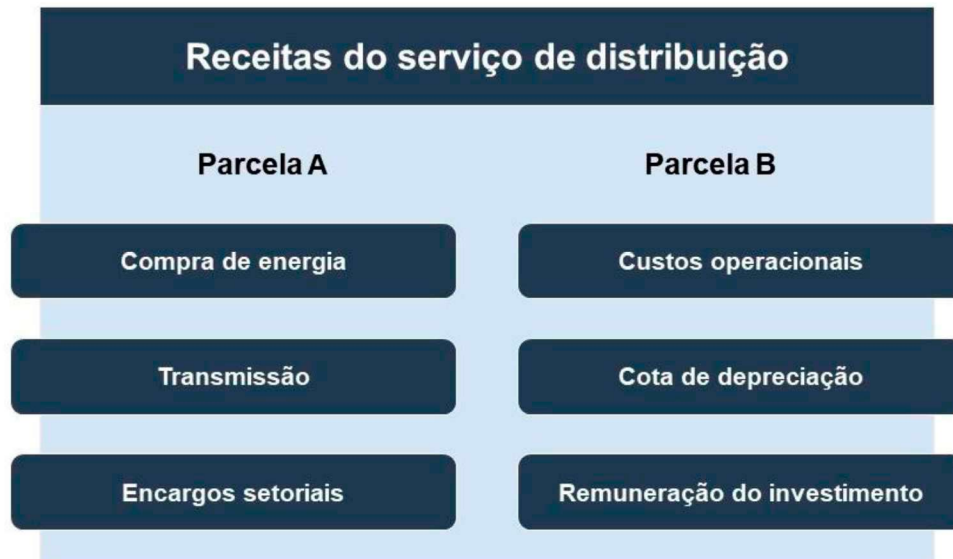 Receitas do serviço de distribuição
Parcela A
Parcela B
Compra de energia
Custos operacionais
Transmissão
Cota de depreciação
Encargos setoriais
Remuneração do investimento